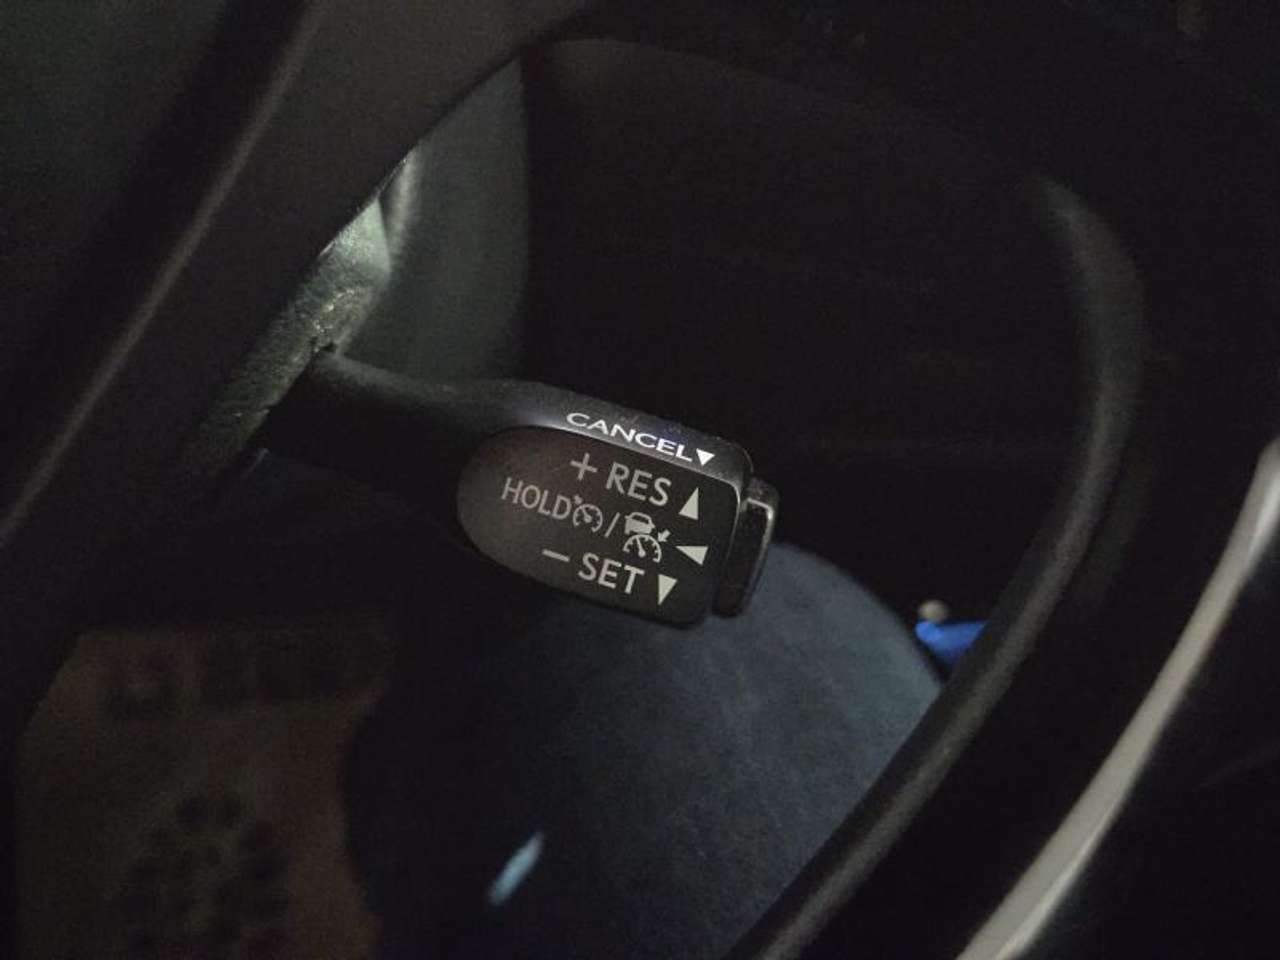 CANCEL▼
+ RES ▲
HOLD / ◀
− SET ▼